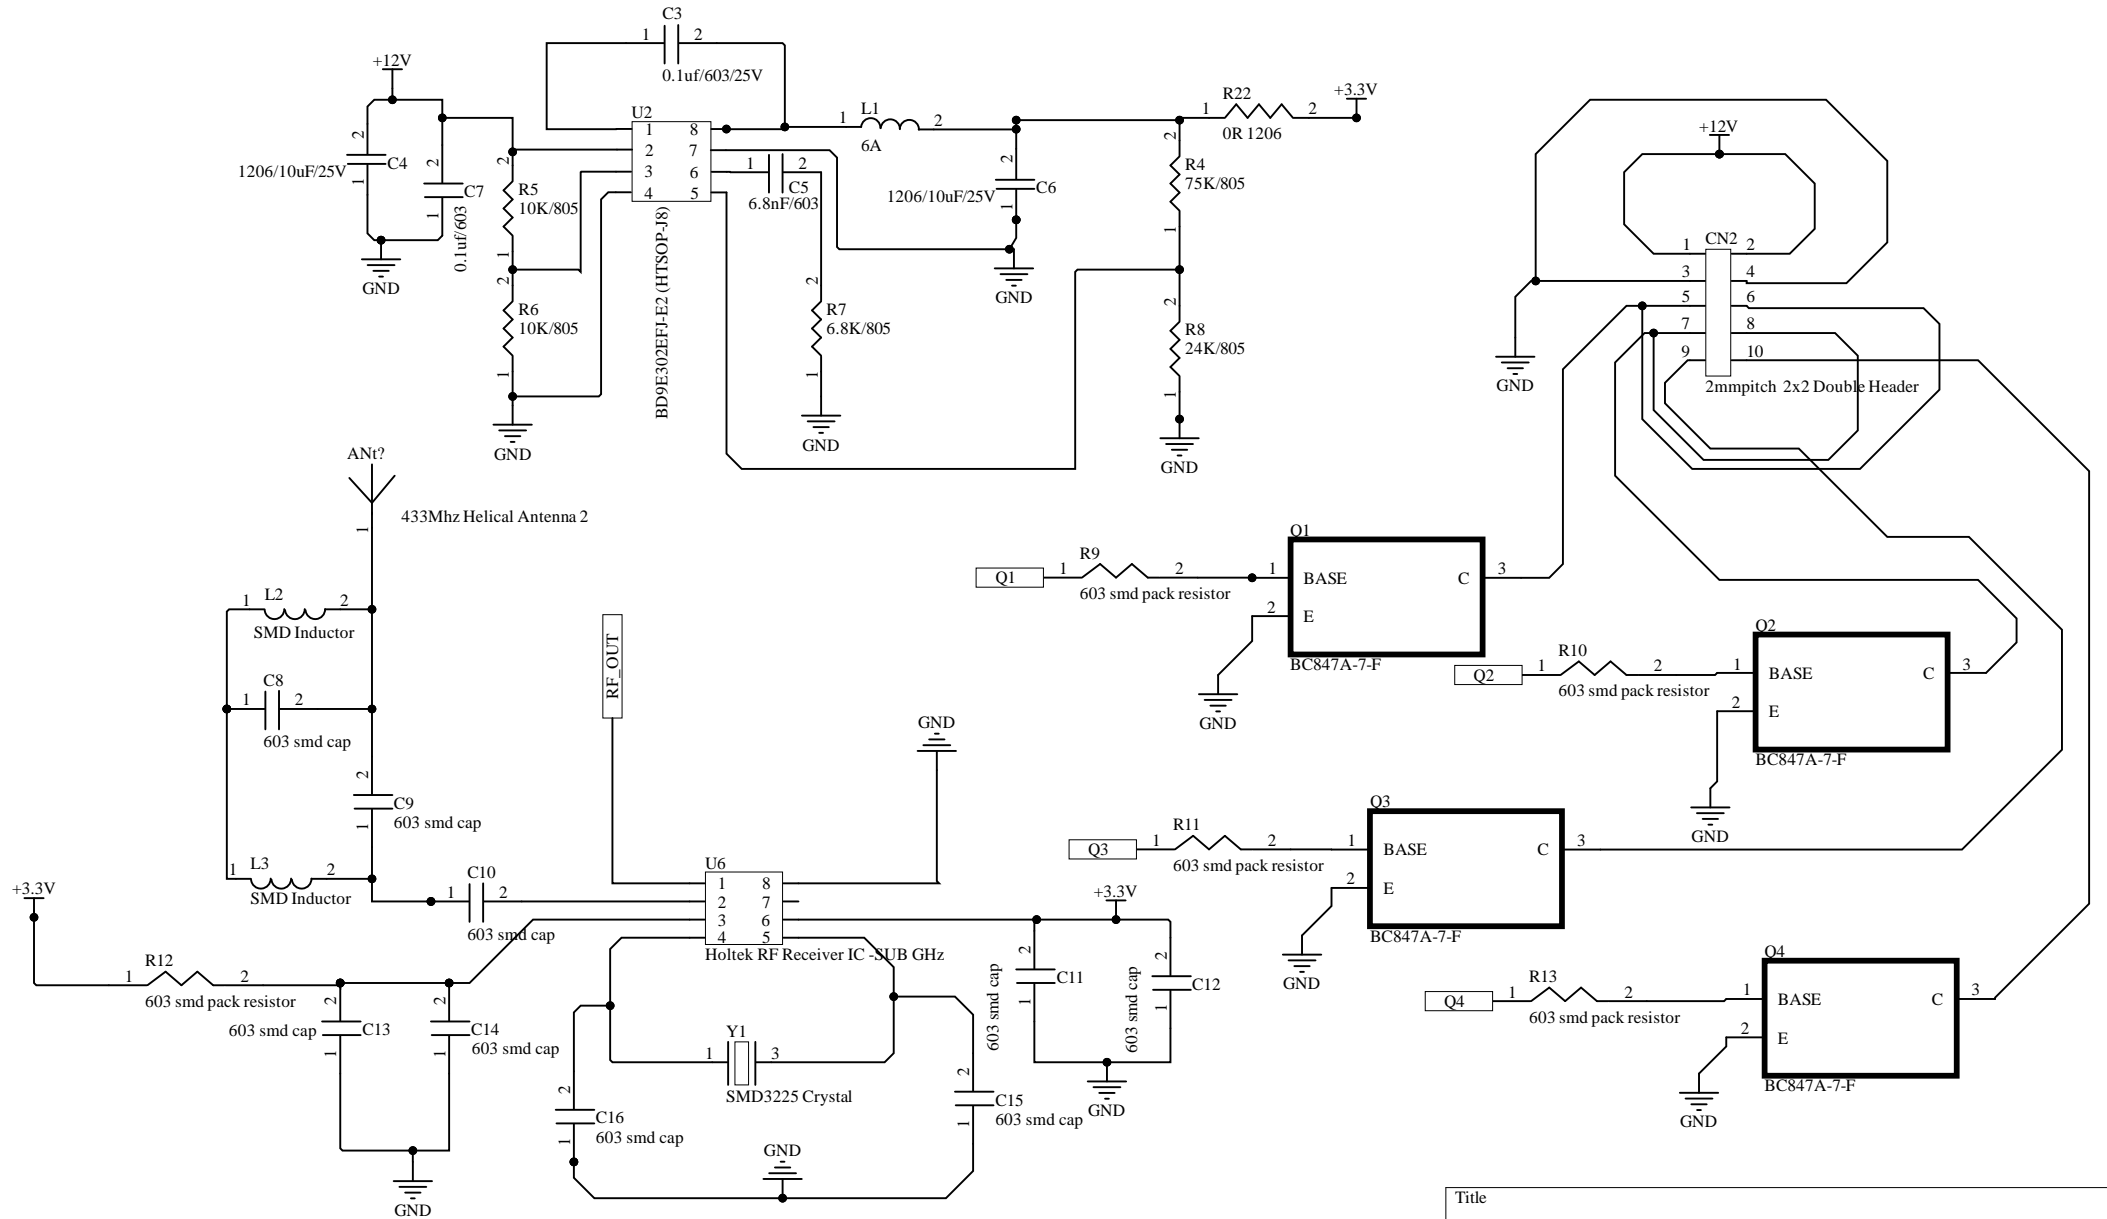 C3
1 2
0.1uf/603/25V
+12V
2
C4
1206/10uF/25V
1
2
C7
1
0.1uf/603
2
R5
10K/805
1
2
R6
10K/805
1
GND
GND
U2
1 8
2 7
3 6
4 5
BD9E302EFJ-E2 (HTSOP-J8)
1 2
C5
6.8nF/603
2
R7
6.8K/805
1
GND
L1
1 2
6A
2
C6
1206/10uF/25V
1
GND
R22
1 2
0R 1206
+3.3V
2
R4
75K/805
1
2
R8
24K/805
1
GND
+12V
CN2
1 2
3 4
5 6
7 8
9 10
2mmpitch 2x2 Double Header
GND
ANt?
433Mhz Helical Antenna 2
1
L2
1 2
SMD Inductor
C8
1 2
603 smd cap
2
C9
603 smd cap
1
L3
1 2
SMD Inductor
C10
1 2
603 smd cap
+3.3V
R12
1 2
603 smd pack resistor
2
C13
603 smd cap
1
2
C14
603 smd cap
1
GND
RF_OUT
U6
1 8
2 7
3 6
4 5
Holtek RF Receiver IC -SUB GHz
GND
Y1
1 3
SMD3225 Crystal
2
C16
603 smd cap
1
2
C15
603 smd cap
1
GND
+3.3V
2
C11
603 smd cap
1
2
C12
603 smd cap
1
GND
Q1
R9
1 2
603 smd pack resistor
Q1
1 BASE C 3
2 E
BC847A-7-F
GND
Q2
R10
1 2
603 smd pack resistor
Q2
1 BASE C 3
2 E
BC847A-7-F
GND
Q3
R11
1 2
603 smd pack resistor
Q3
1 BASE C 3
2 E
BC847A-7-F
GND
Q4
R13
1 2
603 smd pack resistor
Q4
1 BASE C 3
2 E
BC847A-7-F
GND
Title